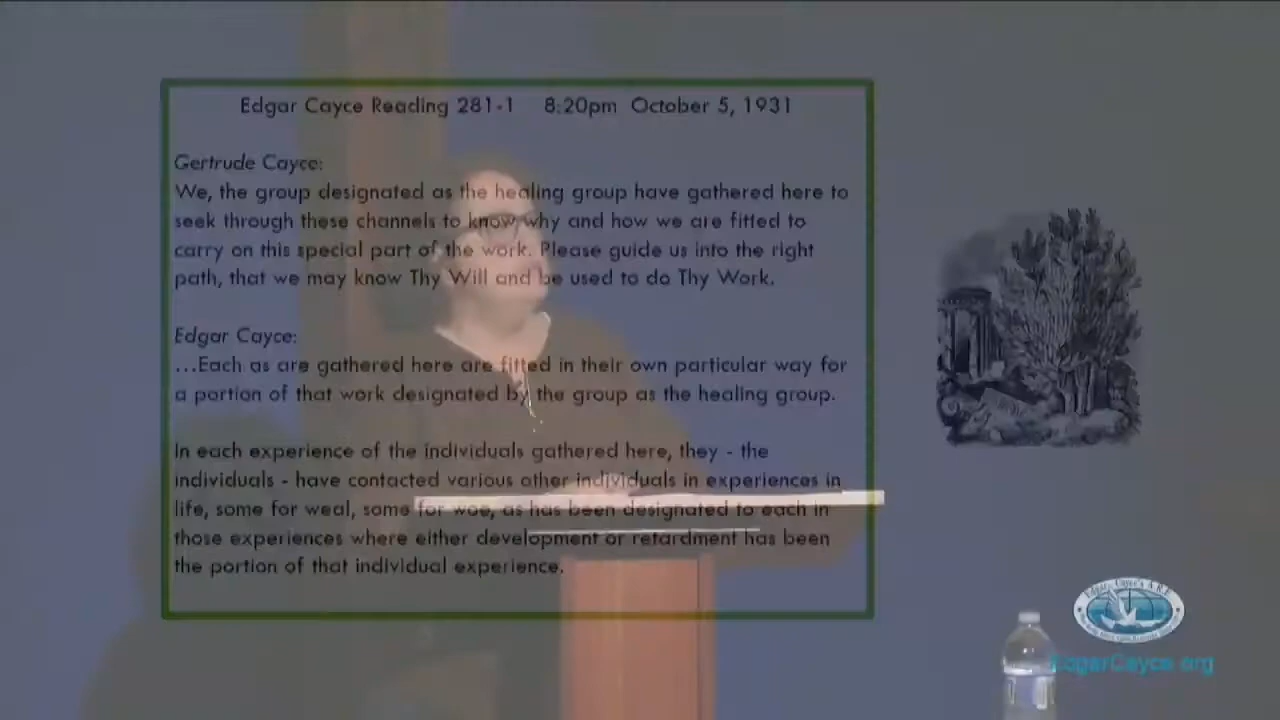 Edgar Cayce Reading 281-1 8:20pm October 5, 1931
Gertrude Cayce:
We, the group designated as the healing group have gathered here to
seek through these channels to know why and how we are fitted to
carry on this special part of the work. Please guide us into the right
path, that we may know Thy Will and be used to do Thy Work.
Edgar Cayce:
...Each as are gathered here are fitted in their own particular way for
a portion of that work designated by the group as the healing group.
In each experience of the individuals gathered here, they - the
individuals - have contacted various other individuals in experiences in
life, some for weal, some for woe, as has been designated to each in
those experiences where either development or retardment has been
the portion of that individual experience.
Edgar Cayce's A.R.E.
EdgarCayce.org